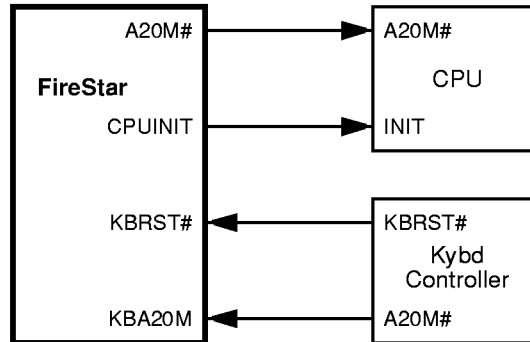 A20M#
FireStar
CPUINIT
KBRST#
KBA20M
A20M#
CPU
INIT
KBRST#
Kybd
Controller
A20M#